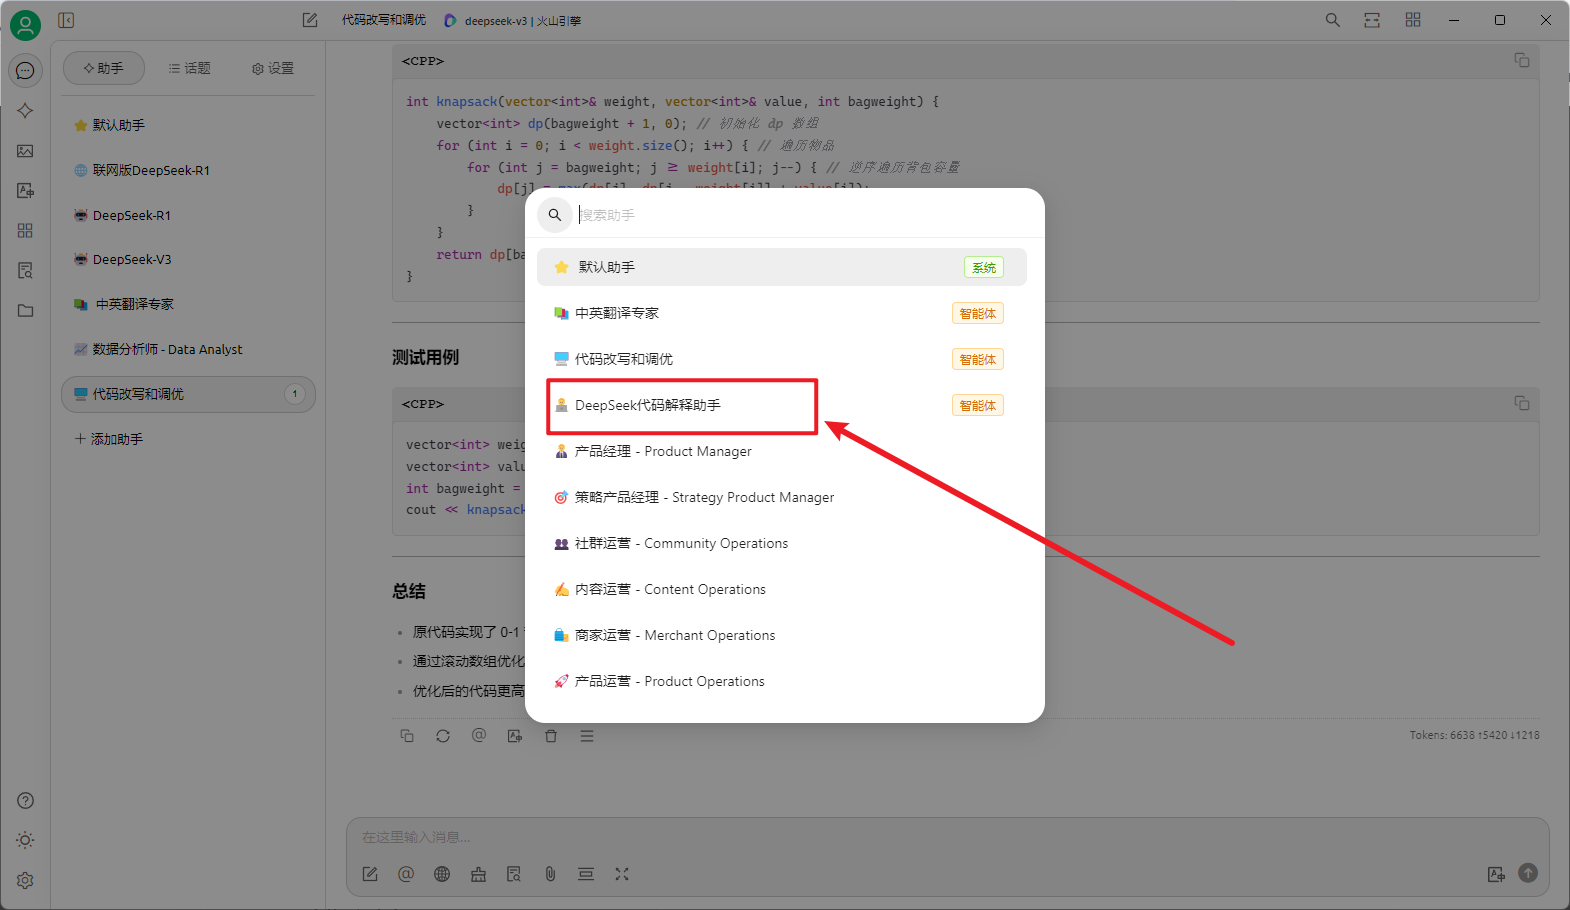 代码改写和调优
deepseek-v3 | 火山引擎
助手
话题
设置
默认助手
联网版DeepSeek-R1
DeepSeek-R1
DeepSeek-V3
中英翻译专家
数据分析师 - Data Analyst
代码改写和调优
1
添加助手
<CPP>
int knapsack(vector<int>& weight, vector<int>& value, int bagweight) {
vector<int> dp(bagweight + 1, 0); // 初始化 dp 数组
for (int i = 0; i < weight.size(); i++) { // 遍历物品
for (int j = bagweight; j ≥ weight[i]; j--) { // 逆序遍历背包容量
dp[j] = max(dp[j], dp[j - weight[i]] + value[i]);
}
}
return dp[ba
}
测试用例
<CPP>
vector<int> weig
vector<int> valu
int bagweight =
cout << knapsack
总结
原代码实现了 0-1
通过滚动数组优化
优化后的代码更高
Tokens: 6638 ↑5420 ↓1218
搜索助手
默认助手
系统
中英翻译专家
智能体
代码改写和调优
智能体
DeepSeek代码解释助手
智能体
产品经理 - Product Manager
策略产品经理 - Strategy Product Manager
社群运营 - Community Operations
内容运营 - Content Operations
商家运营 - Merchant Operations
产品运营 - Product Operations
在这里输入消息...